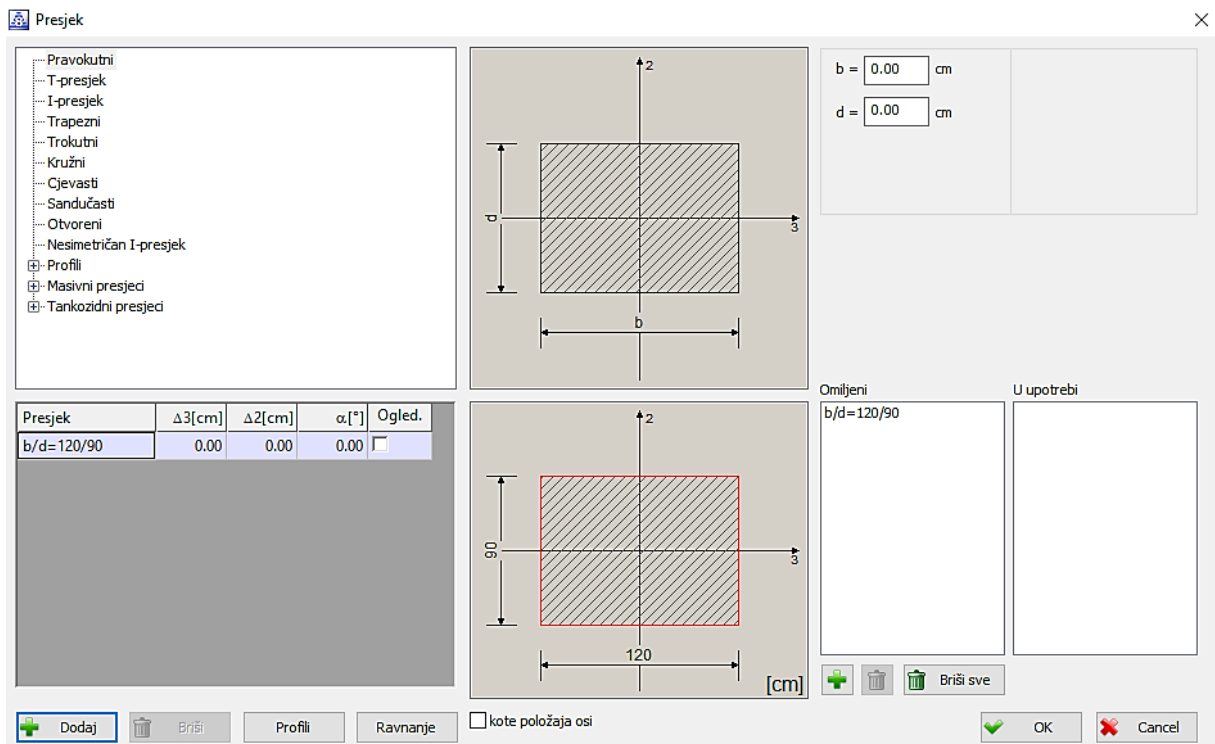 Presjek
Pravokutni
T-presjek
I-presjek
Trapezni
Trokutni
Kružni
Cjevasti
Sandučasti
Otvoreni
Nesimetričan I-presjek
Profili
Masivni presjeci
Tankozidni presjeci
2
3
d
b
b = 0.00 cm
d = 0.00 cm
Presjek Δ3[cm] Δ2[cm] α[°] Ogled.
b/d=120/90 0.00 0.00 0.00
2
3
90
120
[cm]
Omiljeni U upotrebi
b/d=120/90
Briši sve
Dodaj Briši Profili Ravnanje kote položaja osi OK Cancel